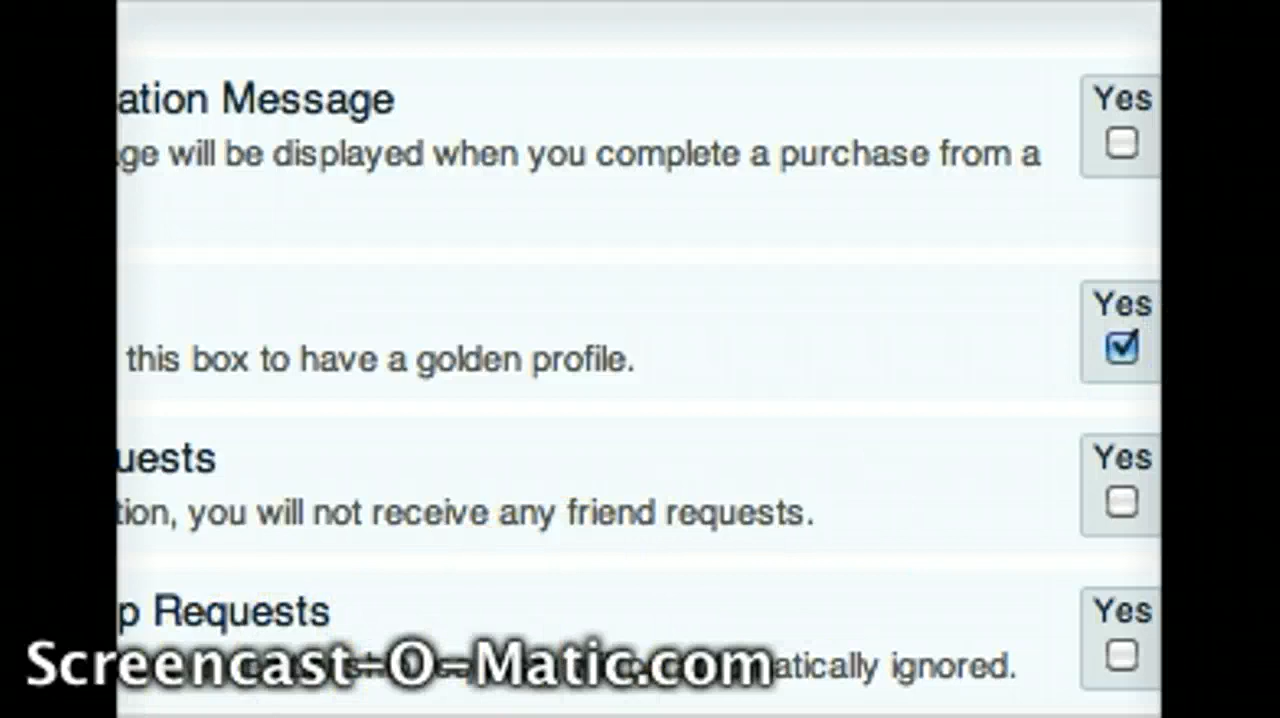 ation Message
Yes
ge will be displayed when you complete a purchase from a
Yes
this box to have a golden profile.
uests
Yes
tion, you will not receive any friend requests.
p Requests
Yes
Screencast-O-Matic.com
atically ignored.